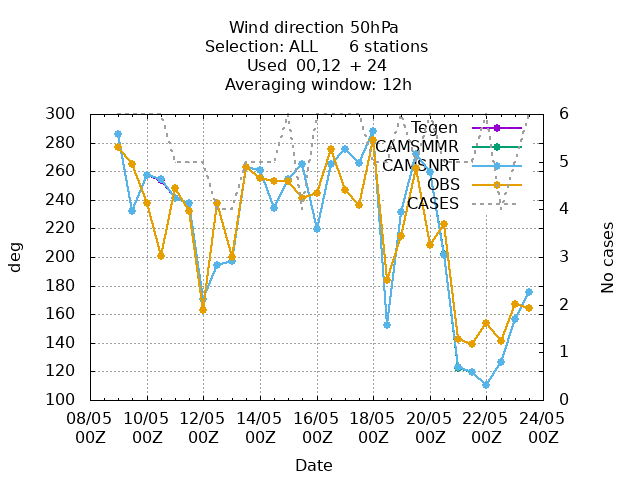 Wind direction 50hPa
Selection: ALL 6 stations
Used 00,12 + 24
Averaging window: 12h
300
280
260
240
220
200
180
160
140
120
100
6
5
4
3
2
1
0
Tegen
CAMSMMR
CAMSNRT
OBS
CASES
deg
No cases
08/05 10/05 12/05 14/05 16/05 18/05 20/05 22/05 24/05
00Z 00Z 00Z 00Z 00Z 00Z 00Z 00Z 00Z
Date